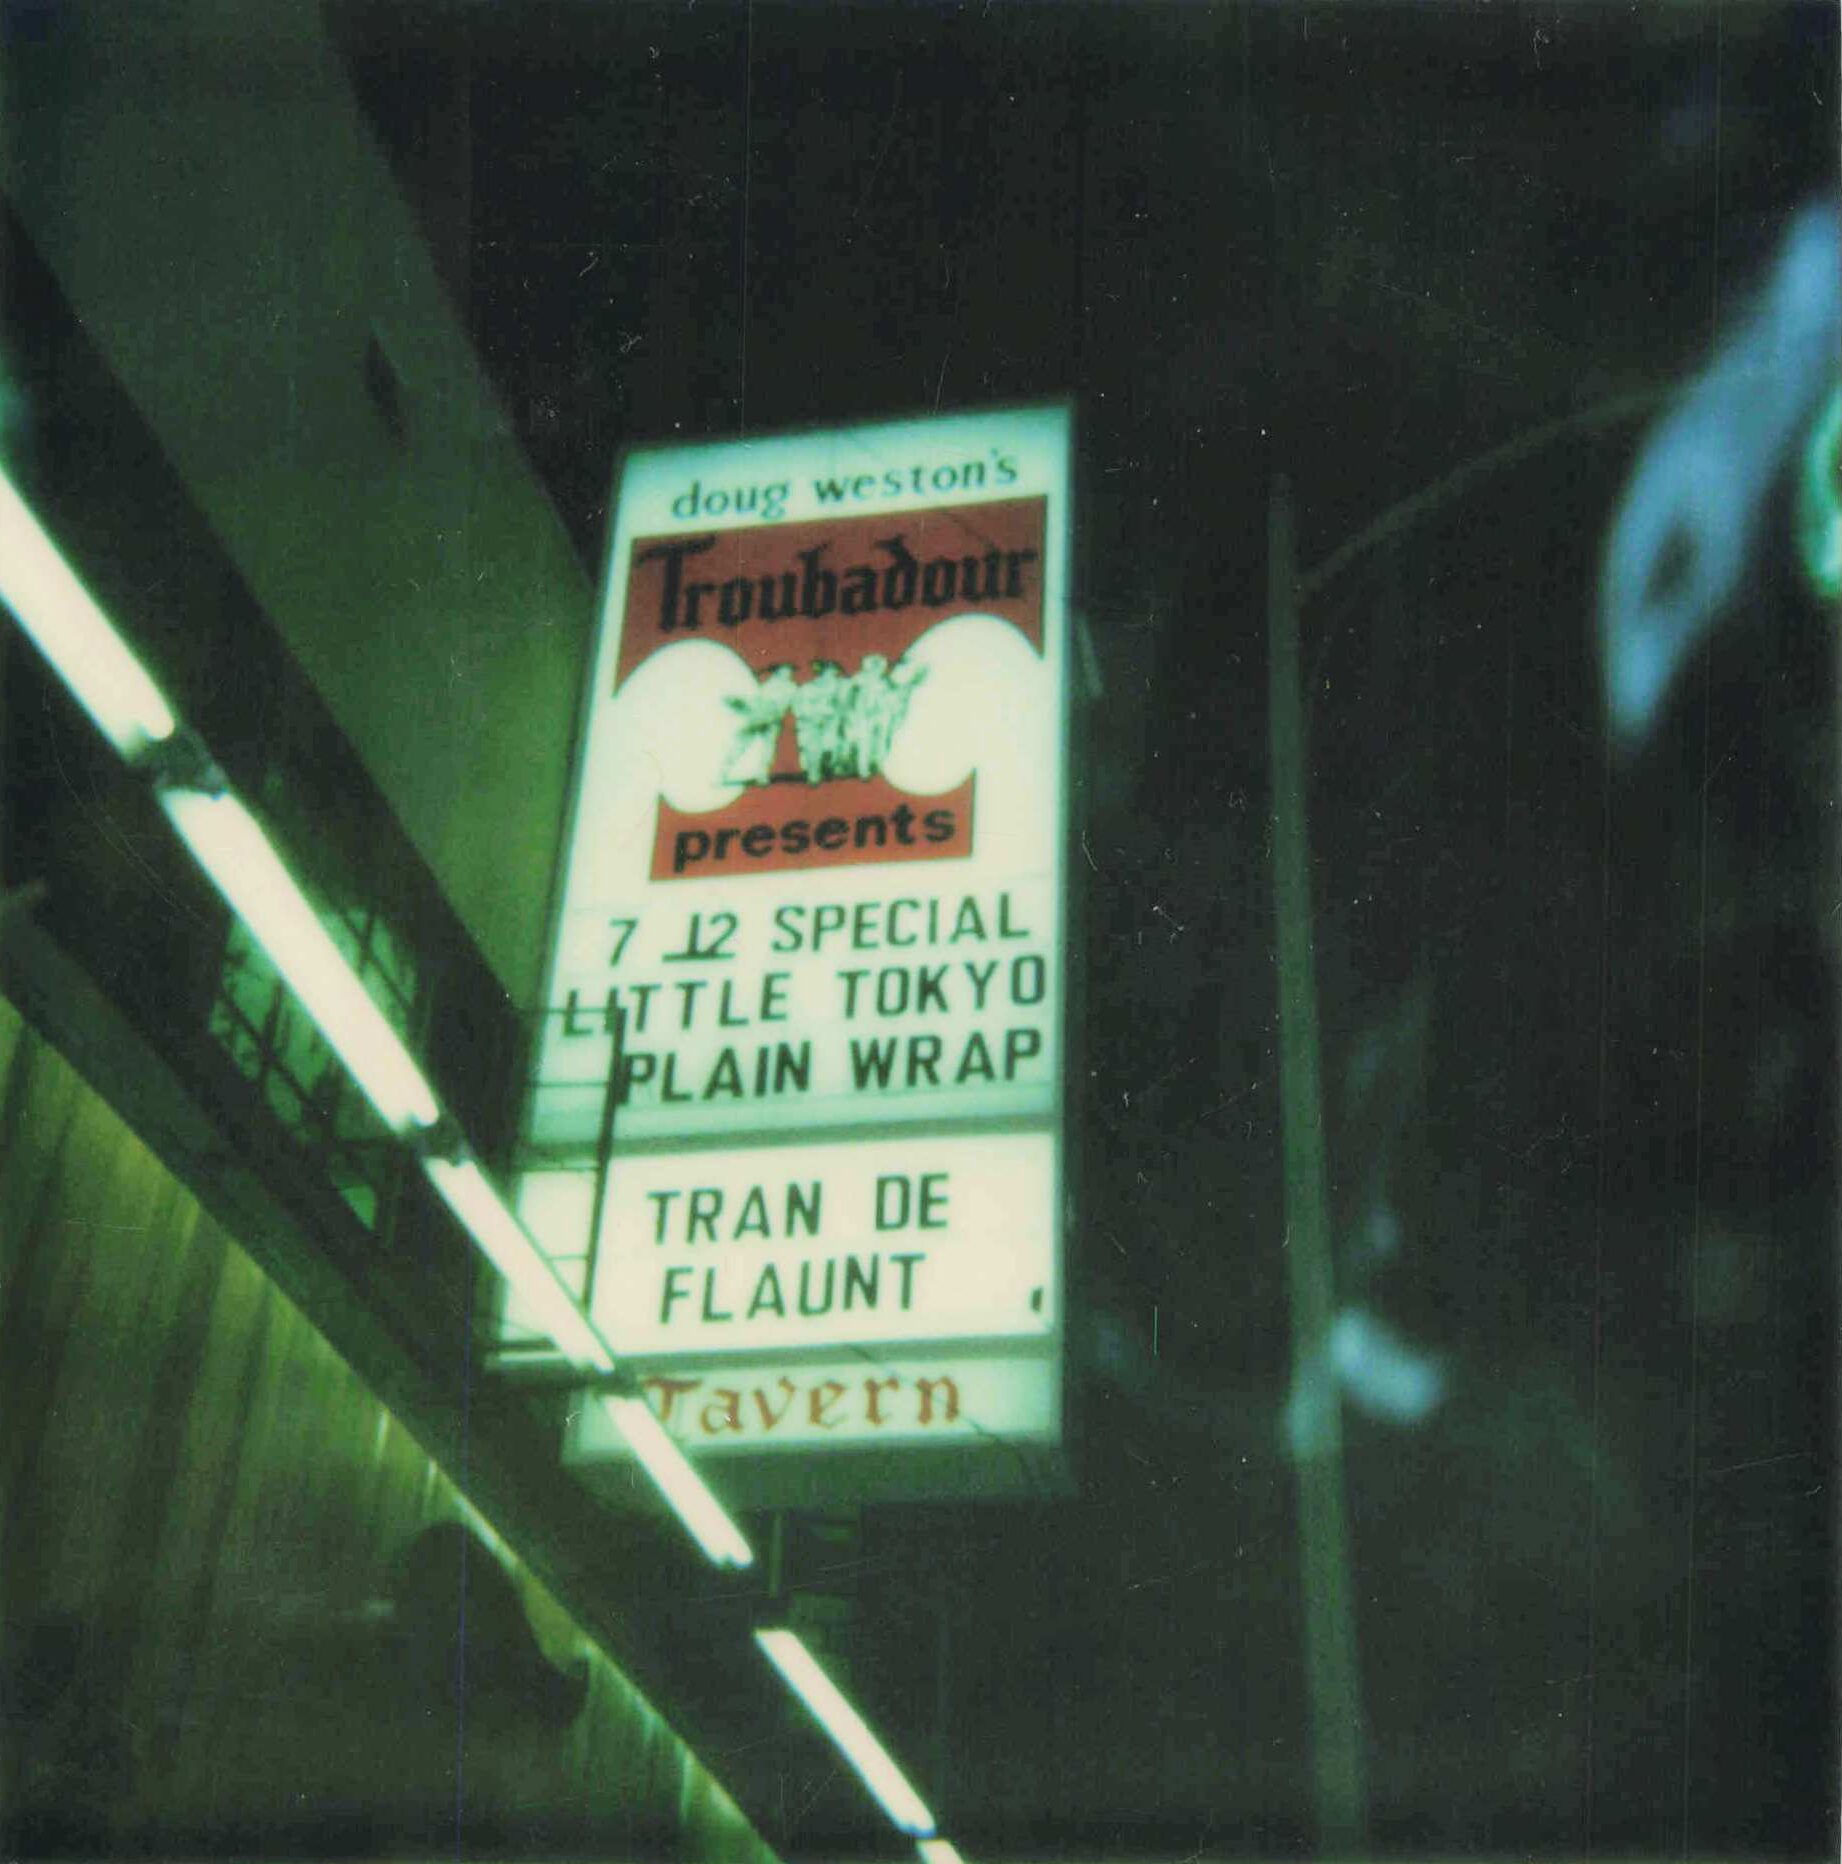 doug weston's
Troubadour
presents
7 12 SPECIAL
LITTLE TOKYO
PLAIN WRAP
TRAN DE
FLAUNT
Tavern